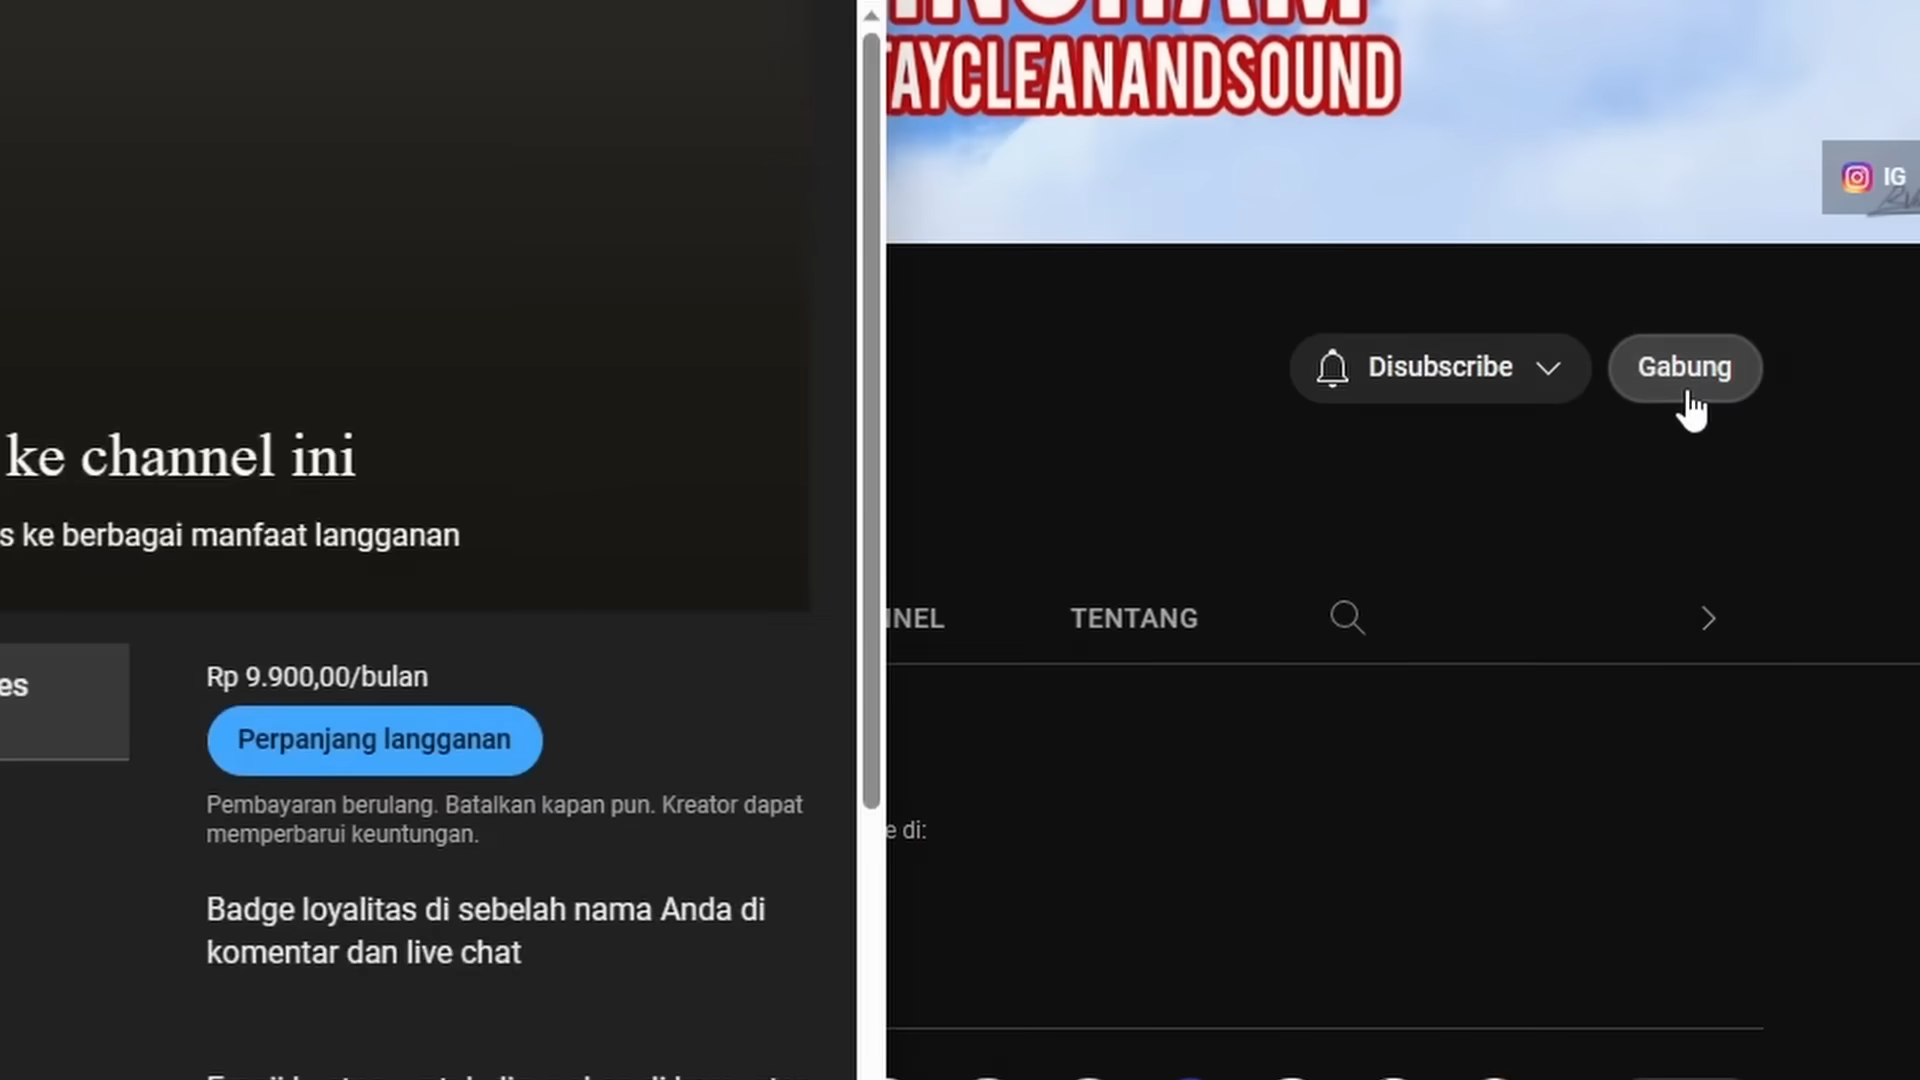 ke channel ini
s ke berbagai manfaat langganan
es
Rp 9.900,00/bulan
Perpanjang langganan
Pembayaran berulang. Batalkan kapan pun. Kreator dapat
memperbarui keuntungan.
Badge loyalitas di sebelah nama Anda di
komentar dan live chat
INGHAM
TAYCLEANANDSOUND
IG
Disubscribe
Gabung
NNEL
TENTANG
e di: